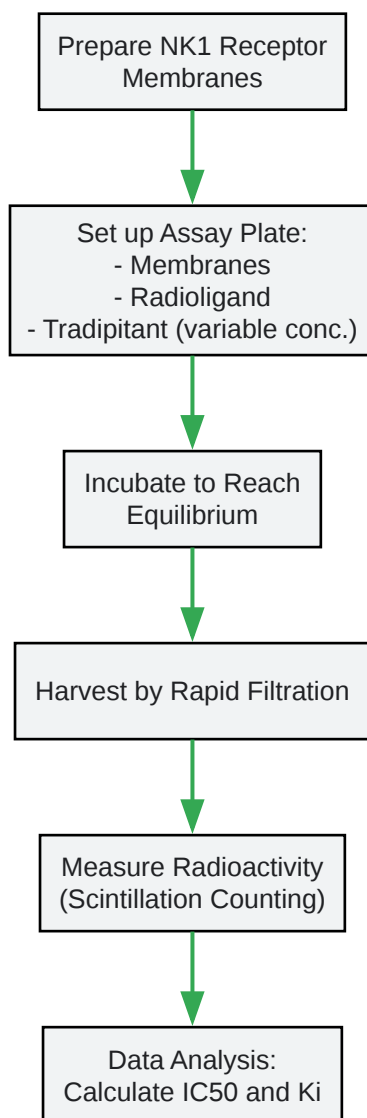 Prepare NK1 Receptor
Membranes
Set up Assay Plate:
- Membranes
- Radioligand
- Tradipitant (variable conc.)
Incubate to Reach
Equilibrium
Harvest by Rapid Filtration
Measure Radioactivity
(Scintillation Counting)
Data Analysis:
Calculate IC50 and Ki